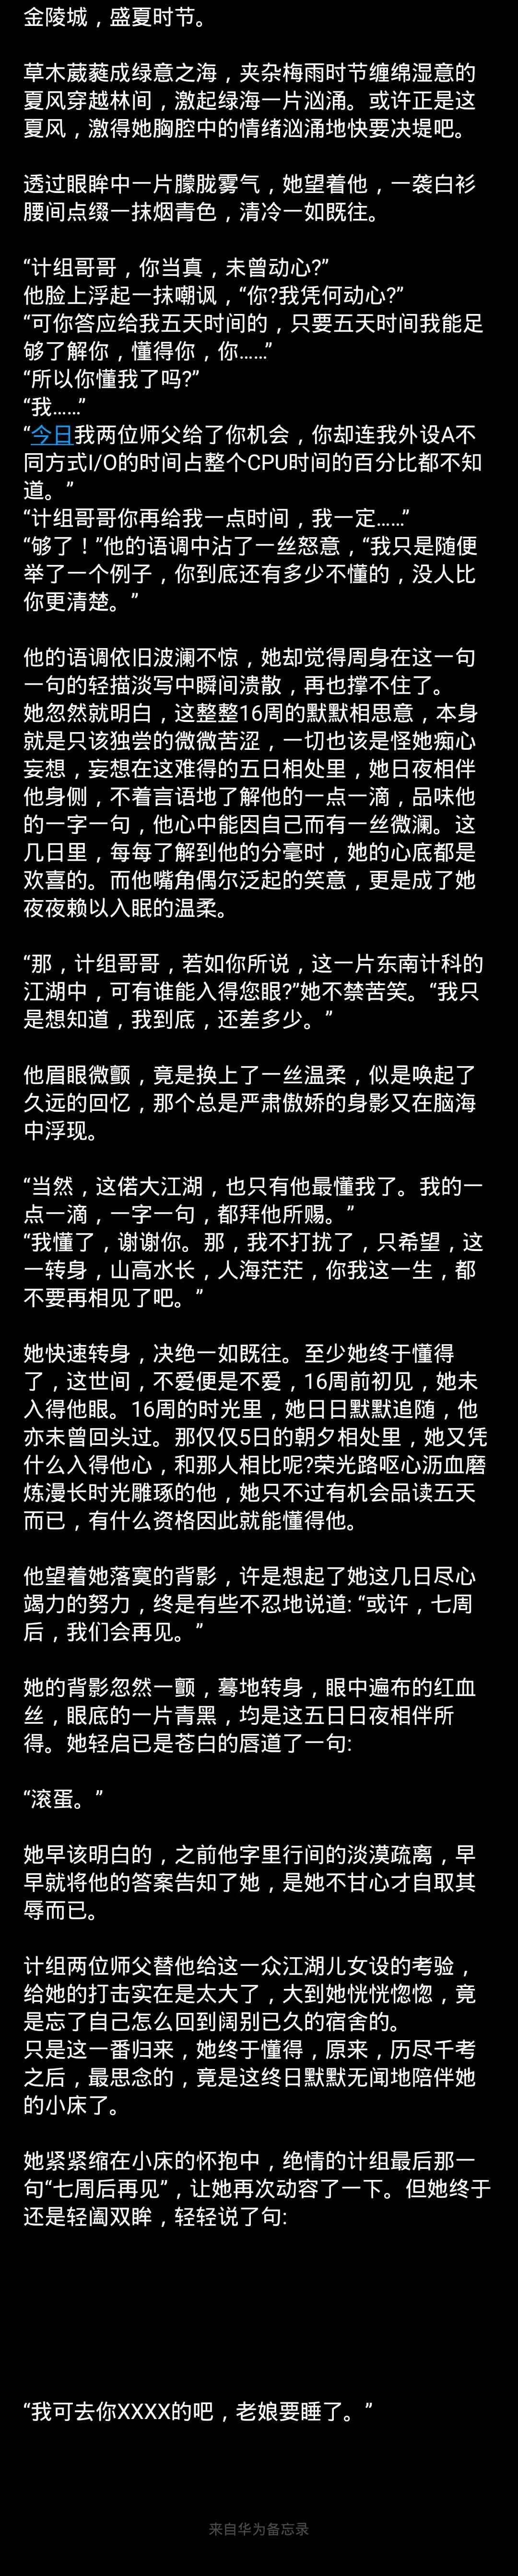 金陵城，盛夏时节。
草木葳蕤成绿意之海，夹杂梅雨时节缠绵湿意的
夏风穿越林间，激起绿海一片汹涌。或许正是这
夏风，激得她胸腔中的情绪汹涌地快要决堤吧。
透过眼眸中一片朦胧雾气，她望着他，一袭白衫
腰间点缀一抹烟青色，清冷一如既往。
“计组哥哥，你当真，未曾动心?”
他脸上浮起一抹嘲讽，“你?我凭何动心?”
“可你答应给我五天时间的，只要五天时间我能足
够了解你，懂得你，你……”
“所以你懂我了吗?”
“我……”
“今日我两位师父给了你机会，你却连我外设A不
同方式I/O的时间占整个CPU时间的百分比都不知
道。”
“计组哥哥你再给我一点时间，我一定……”
“够了！”他的语调中沾了一丝怒意，“我只是随便
举了一个例子，你到底还有多少不懂的，没人比
你更清楚。”
他的语调依旧波澜不惊，她却觉得周身在这一句
一句的轻描淡写中瞬间溃散，再也撑不住了。
她忽然就明白，这整整16周的默默相思意，本身
就是只该独尝的微微苦涩，一切也该是怪她痴心
妄想，妄想在这难得的五日相处里，她日夜相伴
他身侧，不着言语地了解他的一点一滴，品味他
的一字一句，他心中能因自己而有一丝微澜。这
几日里，每每了解到他的分毫时，她的心底都是
欢喜的。而他嘴角偶尔泛起的笑意，更是成了她
夜夜赖以入眠的温柔。
“那，计组哥哥，若如你所说，这一片东南计科的
江湖中，可有谁能入得您眼?”她不禁苦笑。“我只
是想知道，我到底，还差多少。”
他眉眼微颤，竟是换上了一丝温柔，似是唤起了
久远的回忆，那个总是严肃傲娇的身影又在脑海
中浮现。
“当然，这偌大江湖，也只有他最懂我了。我的一
点一滴，一字一句，都拜他所赐。”
“我懂了，谢谢你。那，我不打扰了，只希望，这
一转身，山高水长，人海茫茫，你我这一生，都
不要再相见了吧。”
她快速转身，决绝一如既往。至少她终于懂得
了，这世间，不爱便是不爱，16周前初见，她未
入得他眼。16周的时光里，她日日默默追随，他
亦未曾回头过。那仅仅5日的朝夕相处里，她又凭
什么入得他心，和那人相比呢?荣光路呕心沥血磨
炼漫长时光雕琢的他，她只不过有机会品读五天
而已，有什么资格因此就能懂得他。
他望着她落寞的背影，许是想起了她这几日尽心
竭力的努力，终是有些不忍地说道: “或许，七周
后，我们会再见。”
她的背影忽然一颤，蓦地转身，眼中遍布的红血
丝，眼底的一片青黑，均是这五日日夜相伴所
得。她轻启已是苍白的唇道了一句:
“滚蛋。”
她早该明白的，之前他字里行间的淡漠疏离，早
早就将他的答案告知了她，是她不甘心才自取其
辱而已。
计组两位师父替他给这一众江湖儿女设的考验，
给她的打击实在是太大了，大到她恍恍惚惚，竟
是忘了自己怎么回到阔别已久的宿舍的。
只是这一番归来，她终于懂得，原来，历尽千考
之后，最思念的，竟是这终日默默无闻地陪伴她
的小床了。
她紧紧缩在小床的怀抱中，绝情的计组最后那一
句“七周后再见”，让她再次动容了一下。但她终于
还是轻阖双眸，轻轻说了句:
“我可去你XXXX的吧，老娘要睡了。”
来自华为备忘录